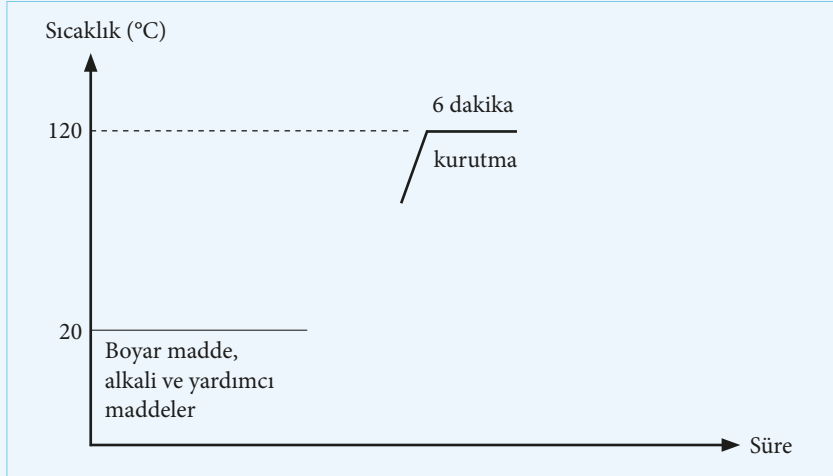 Sıcaklık (°C)
6 dakika
120
kurutma
20
Boyar madde,
alkali ve yardımcı
maddeler
Süre